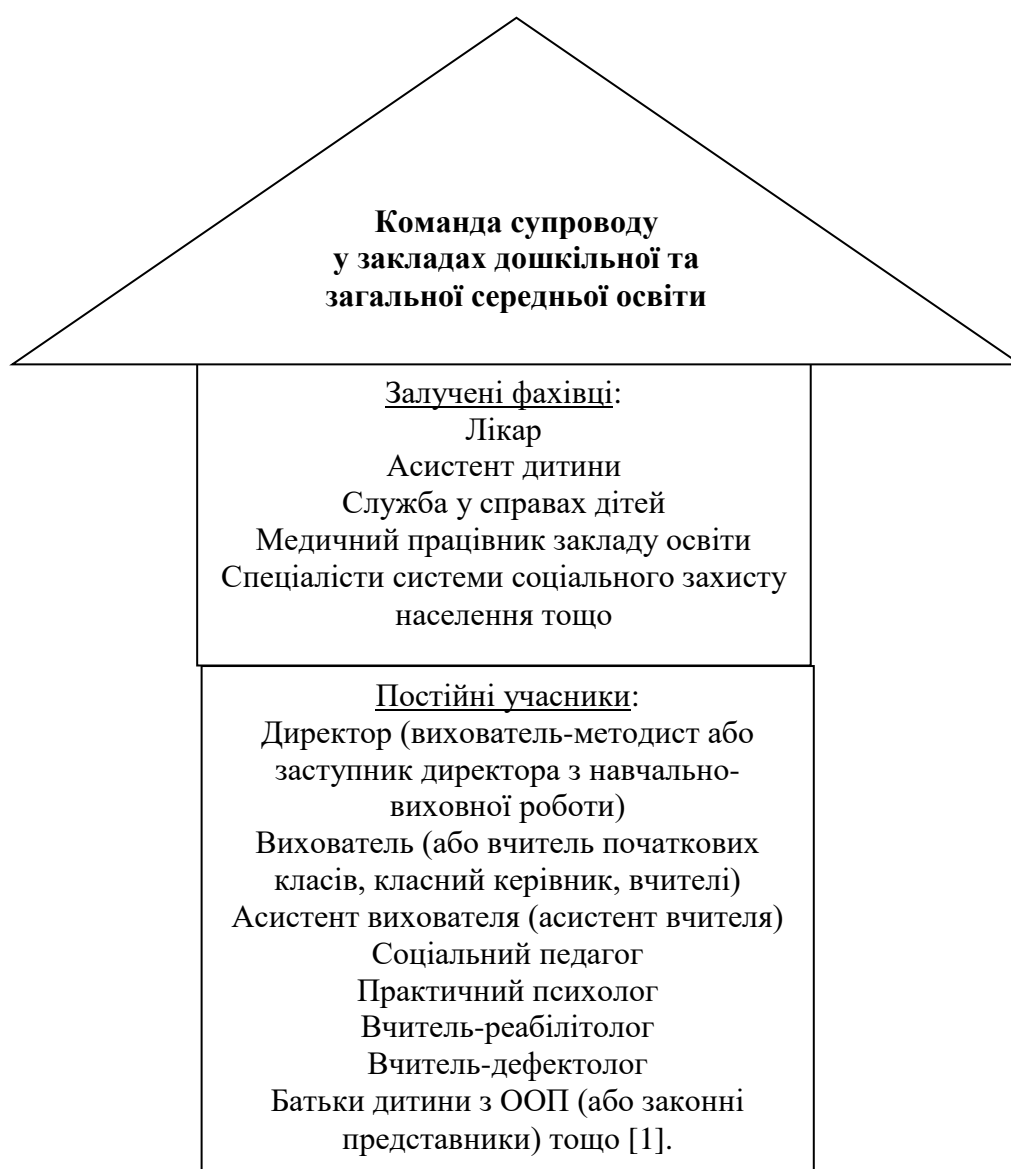 Команда супроводу
у закладах дошкільної та
загальної середньої освіти
Залучені фахівці:
Лікар
Асистент дитини
Служба у справах дітей
Медичний працівник закладу освіти
Спеціалісти системи соціального захисту
населення тощо
Постійні учасники:
Директор (вихователь-методист або
заступник директора з навчально-
виховної роботи)
Вихователь (або вчитель початкових
класів, класний керівник, вчителі)
Асистент вихователя (асистент вчителя)
Соціальний педагог
Практичний психолог
Вчитель-реабілітолог
Вчитель-дефектолог
Батьки дитини з ООП (або законні
представники) тощо [1].